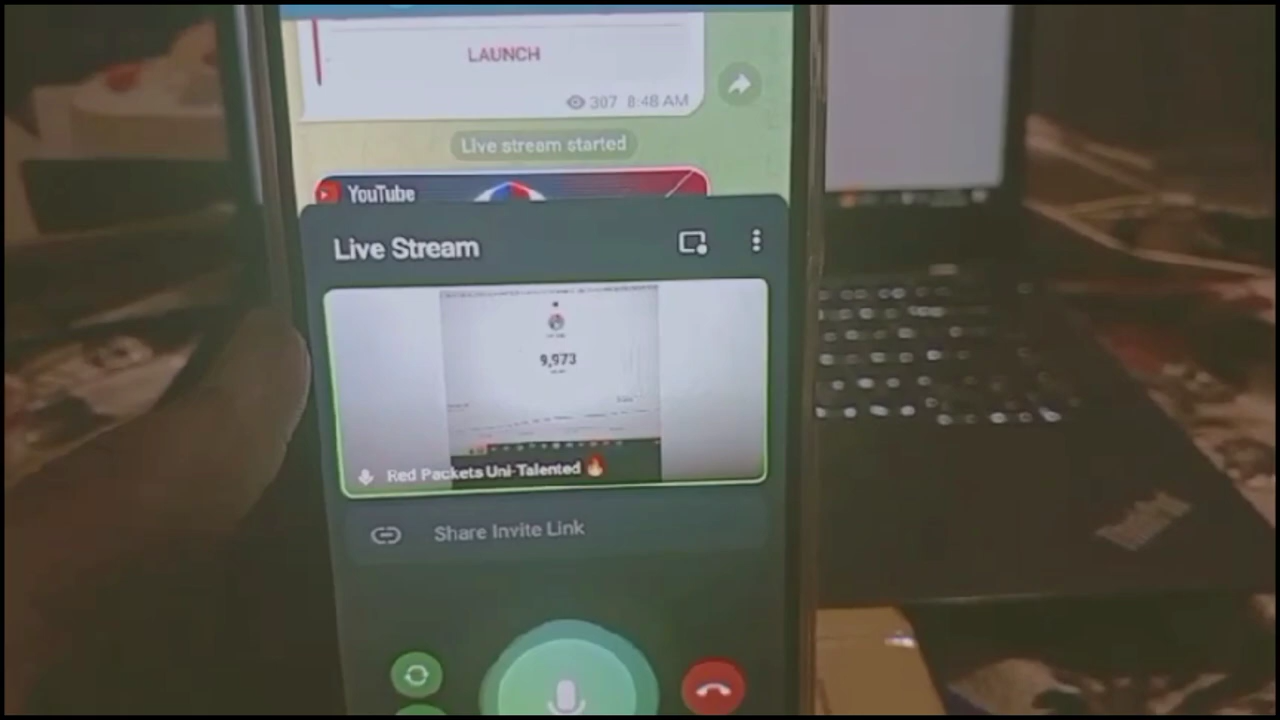 LAUNCH
307 8:48 AM
Live stream started
YouTube
Live Stream
9,973
Red Packets Uni-Talented 🔥
Share Invite Link